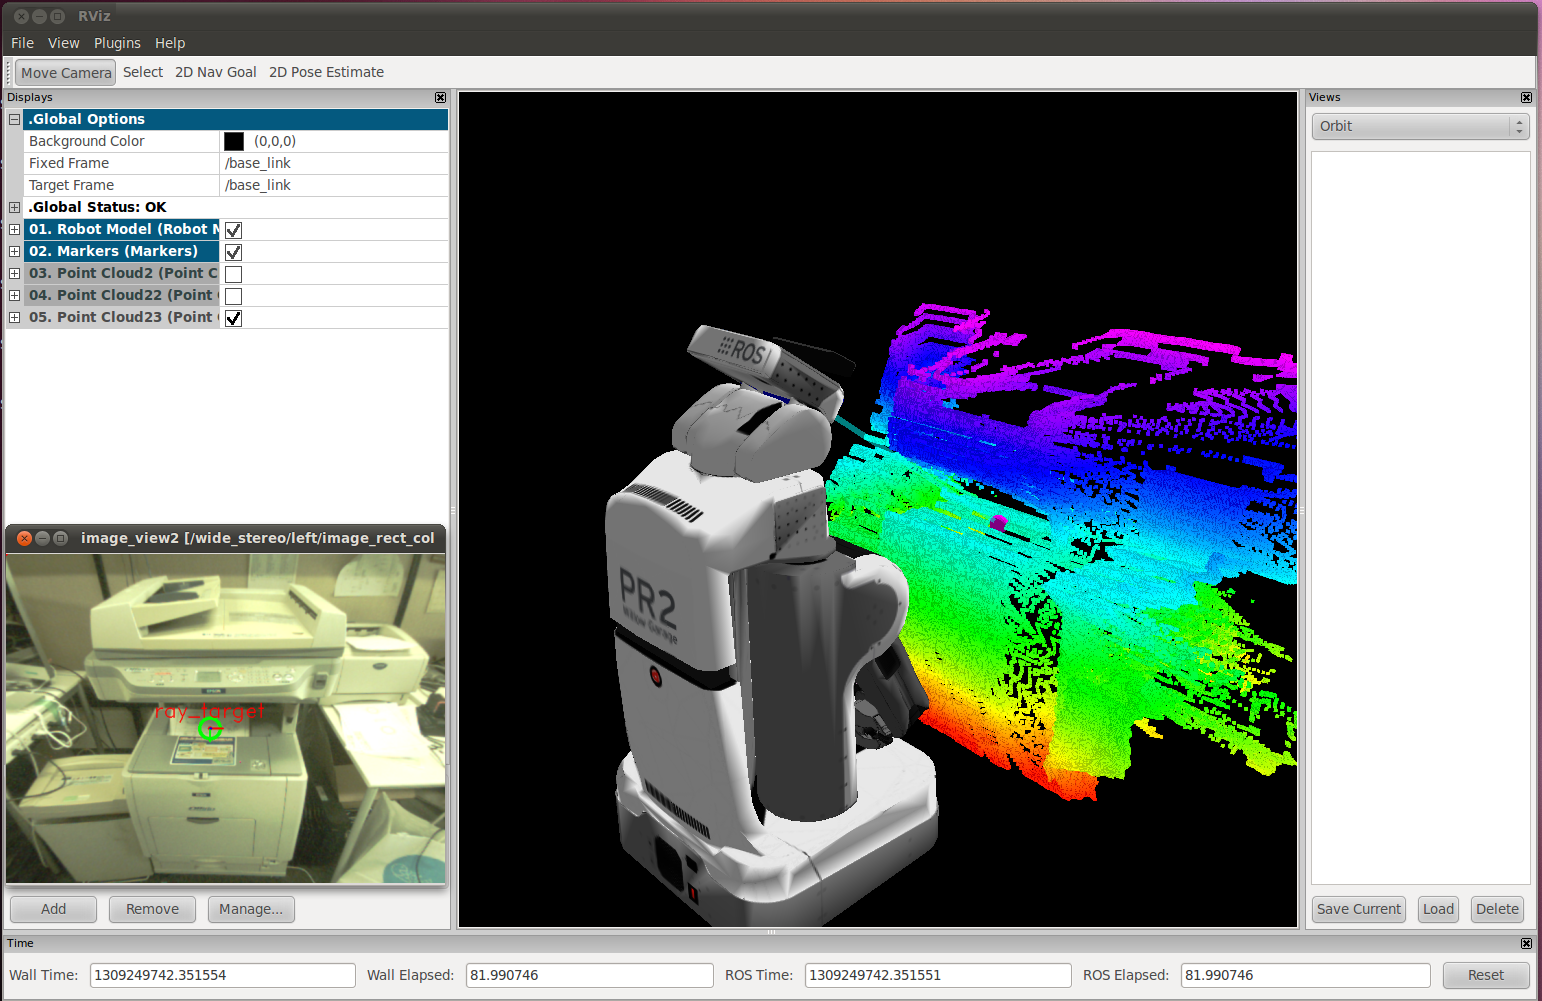 RViz
File View Plugins Help
Move Camera Select 2D Nav Goal 2D Pose Estimate
Displays
.Global Options
Background Color (0,0,0)
Fixed Frame /base_link
Target Frame /base_link
.Global Status: OK
01. Robot Model (Robot M
02. Markers (Markers)
03. Point Cloud2 (Point C
04. Point Cloud22 (Point
05. Point Cloud23 (Point
image_view2 [/wide_stereo/left/image_rect_col
EPSON
ray_target
Add Remove Manage...
ROS
PR2
Willow Garage
Views
Orbit
Save Current Load Delete
Time
Wall Time: 1309249742.351554 Wall Elapsed: 81.990746 ROS Time: 1309249742.351551 ROS Elapsed: 81.990746 Reset